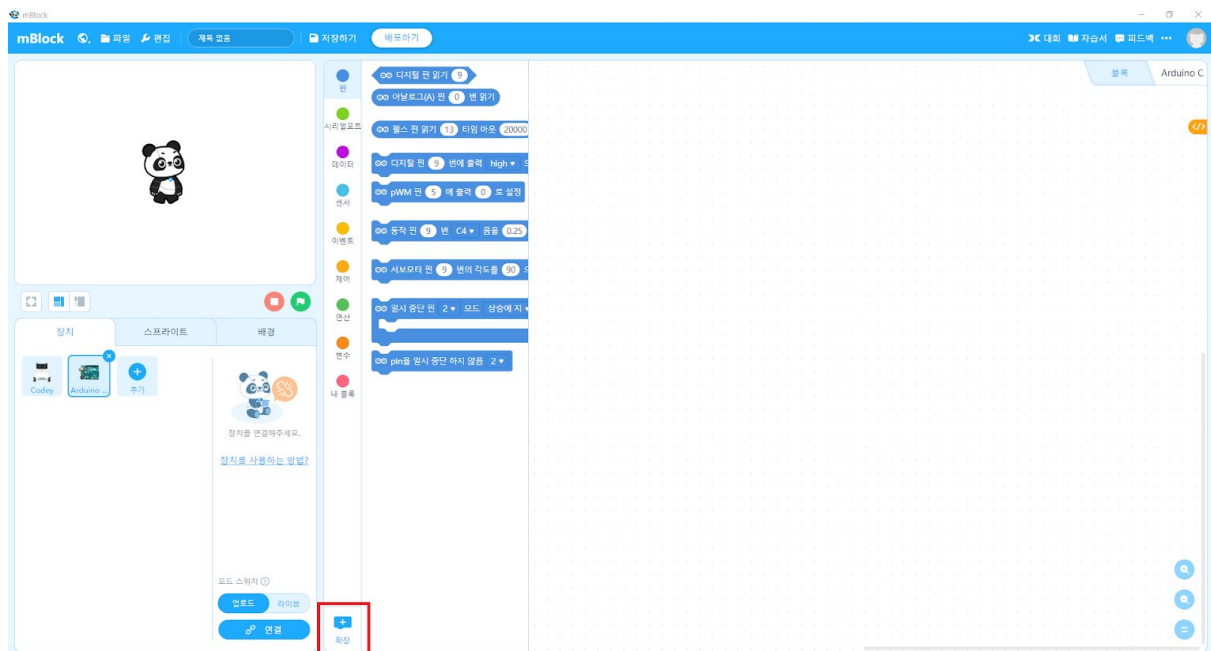 mBlock
mBlock 파일 편집 제목 없음 저장하기 배포하기 대회 자습서 피드백
블록 Arduino C
핀
시리얼포트
데이터
센서
이벤트
제어
연산
변수
내 블록
확장
디지털 핀 읽기 9
아날로그(A) 핀 0 번 읽기
펄스 핀 읽기 13 타임 아웃 20000
디지털 핀 9 번에 출력 high
pWM 핀 5 에 출력 0 로 설정
동작 핀 9 번 C4 음을 0.25
서보모터 핀 9 번의 각도를 90
일시 중단 핀 2 모드 상승에 지
pin을 일시 중단 하지 않음 2
장치 스프라이트 배경
Codey Arduino ... 추가
장치를 연결해주세요.
장치를 사용하는 방법?
모드 스위치
업로드 라이브
연결